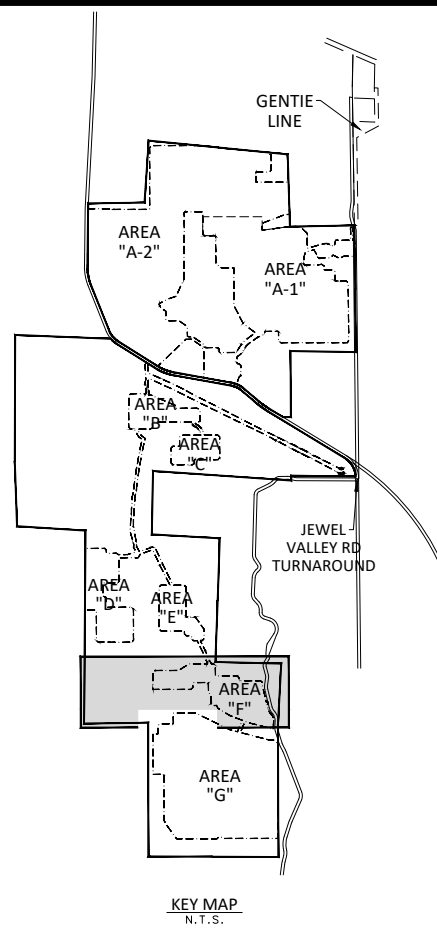 GENTIE
LINE
AREA
"A-2"
AREA
"A-1"
AREA
"B"
AREA
"C"
JEWEL
VALLEY RD
TURNAROUND
AREA
"D"
AREA
"E"
AREA
"F"
AREA
"G"
KEY MAP
N.T.S.